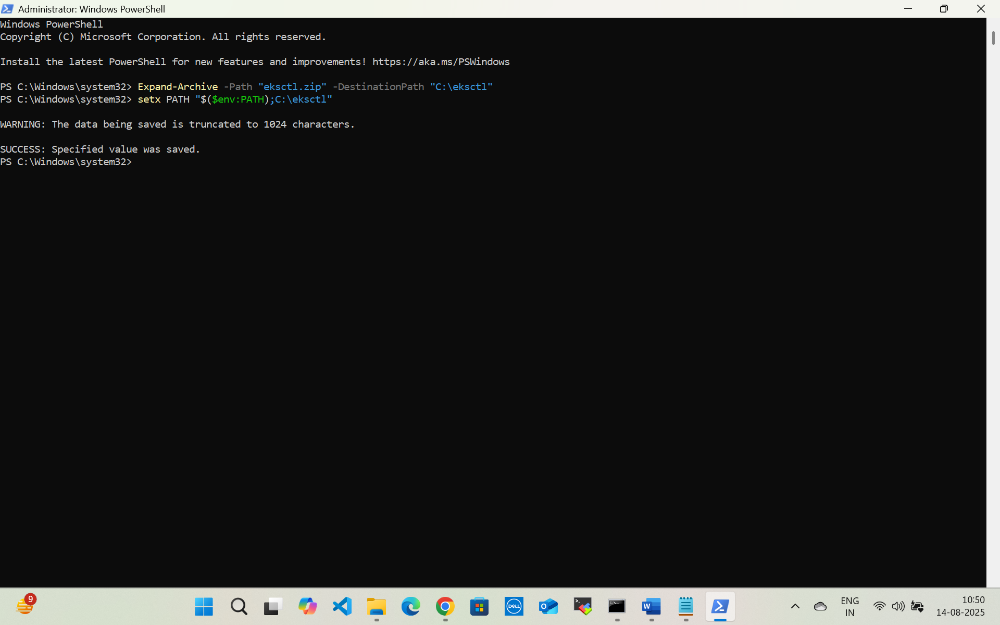 Administrator: Windows PowerShell
Windows PowerShell
Copyright (C) Microsoft Corporation. All rights reserved.
Install the latest PowerShell for new features and improvements! https://aka.ms/PSWindows
PS C:\Windows\system32> Expand-Archive -Path "eksctl.zip" -DestinationPath "C:\eksctl"
PS C:\Windows\system32> setx PATH "$($env:PATH);C:\eksctl"
WARNING: The data being saved is truncated to 1024 characters.
SUCCESS: Specified value was saved.
PS C:\Windows\system32>
9
DELL
ENG
IN
10:50
14-08-2025